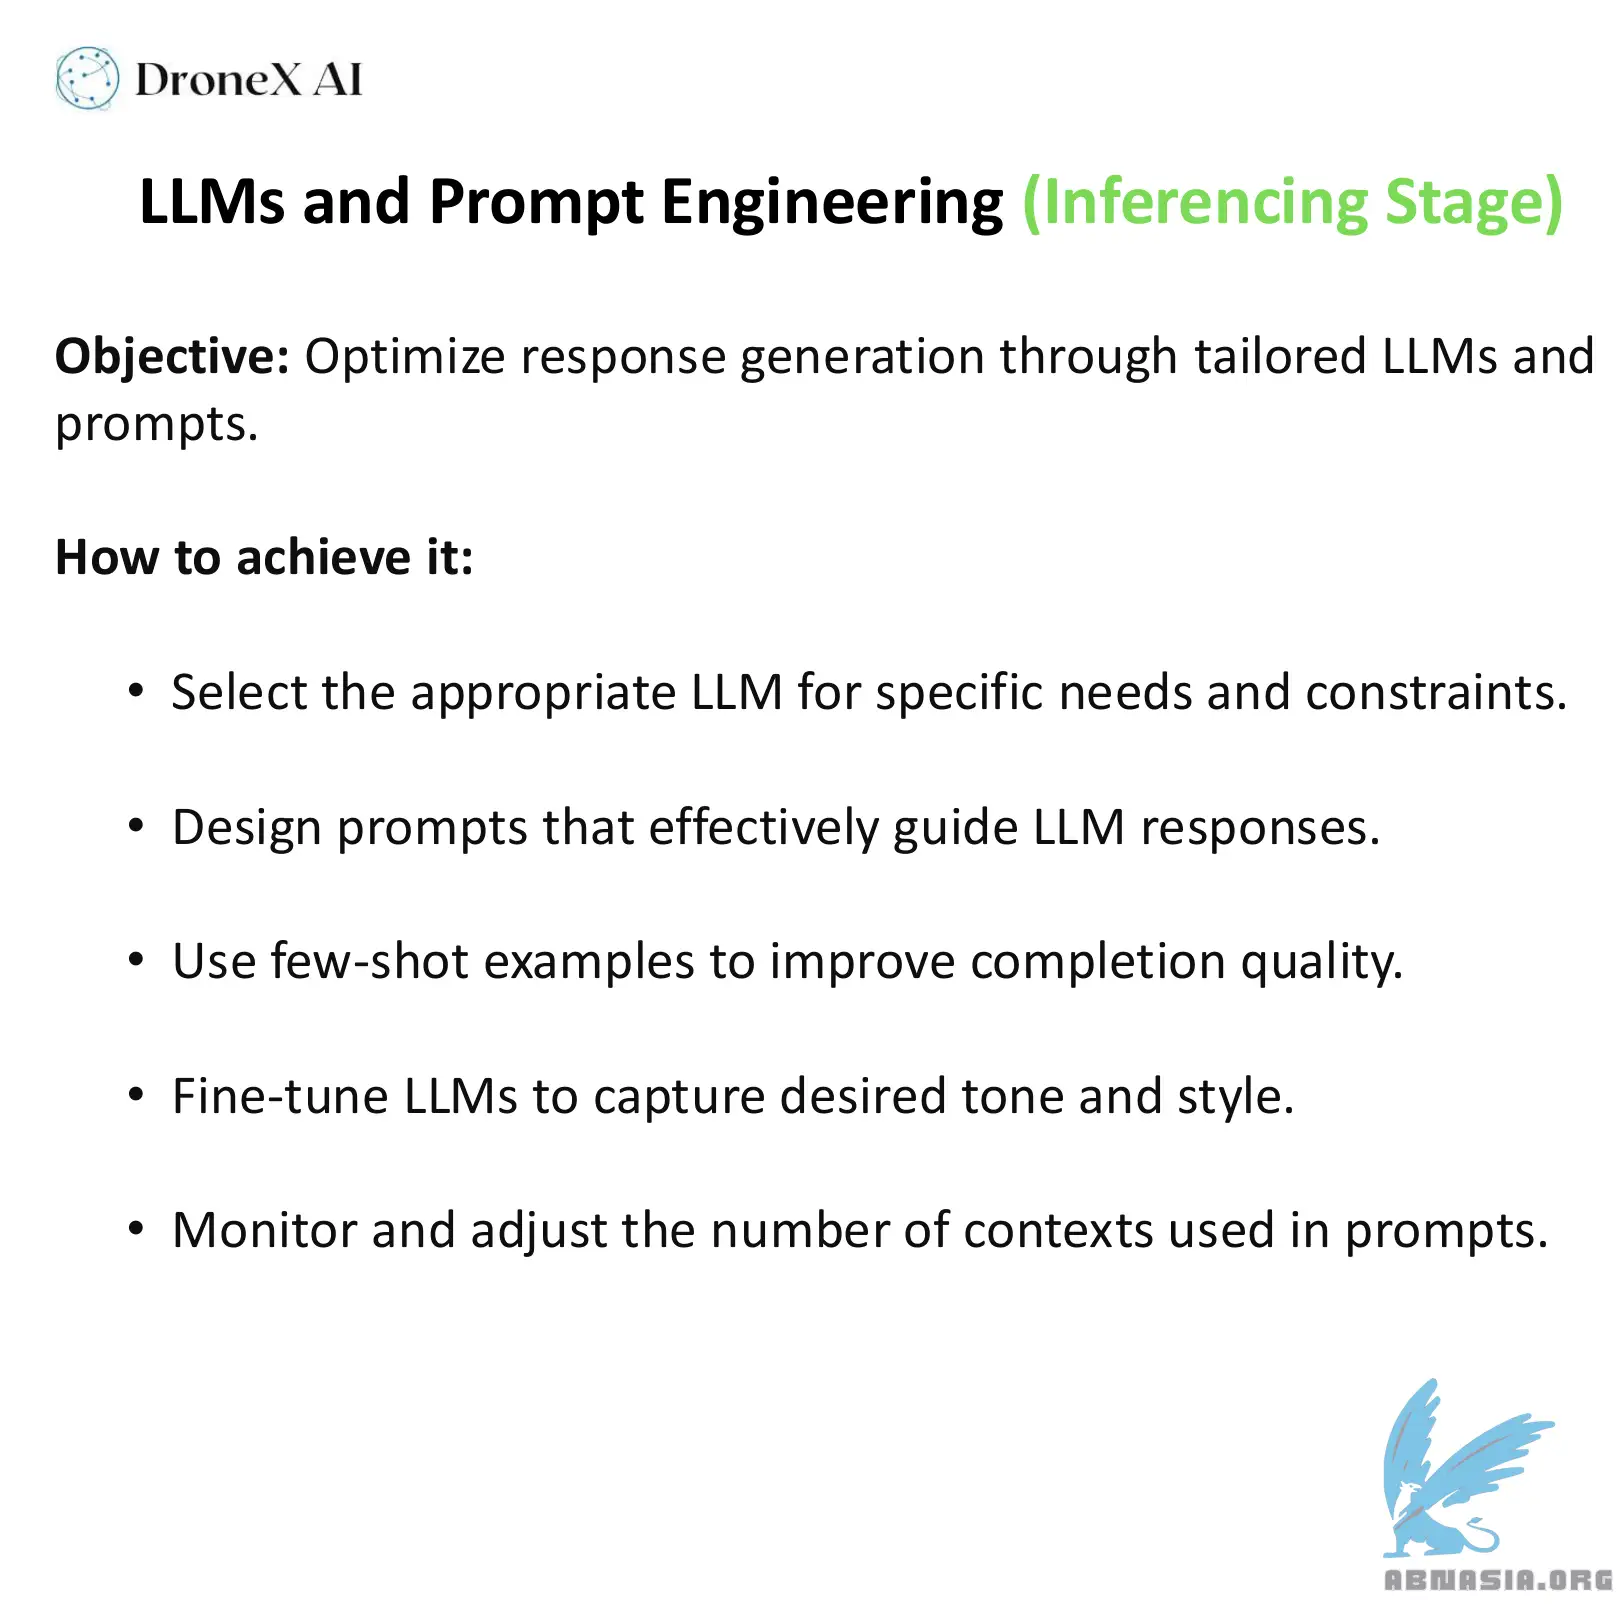 DroneX AI
LLMs and Prompt Engineering (Inferencing Stage)
Objective: Optimize response generation through tailored LLMs and
prompts.
How to achieve it:
• Select the appropriate LLM for specific needs and constraints.
• Design prompts that effectively guide LLM responses.
• Use few-shot examples to improve completion quality.
• Fine-tune LLMs to capture desired tone and style.
• Monitor and adjust the number of contexts used in prompts.
ABNASIA.ORG